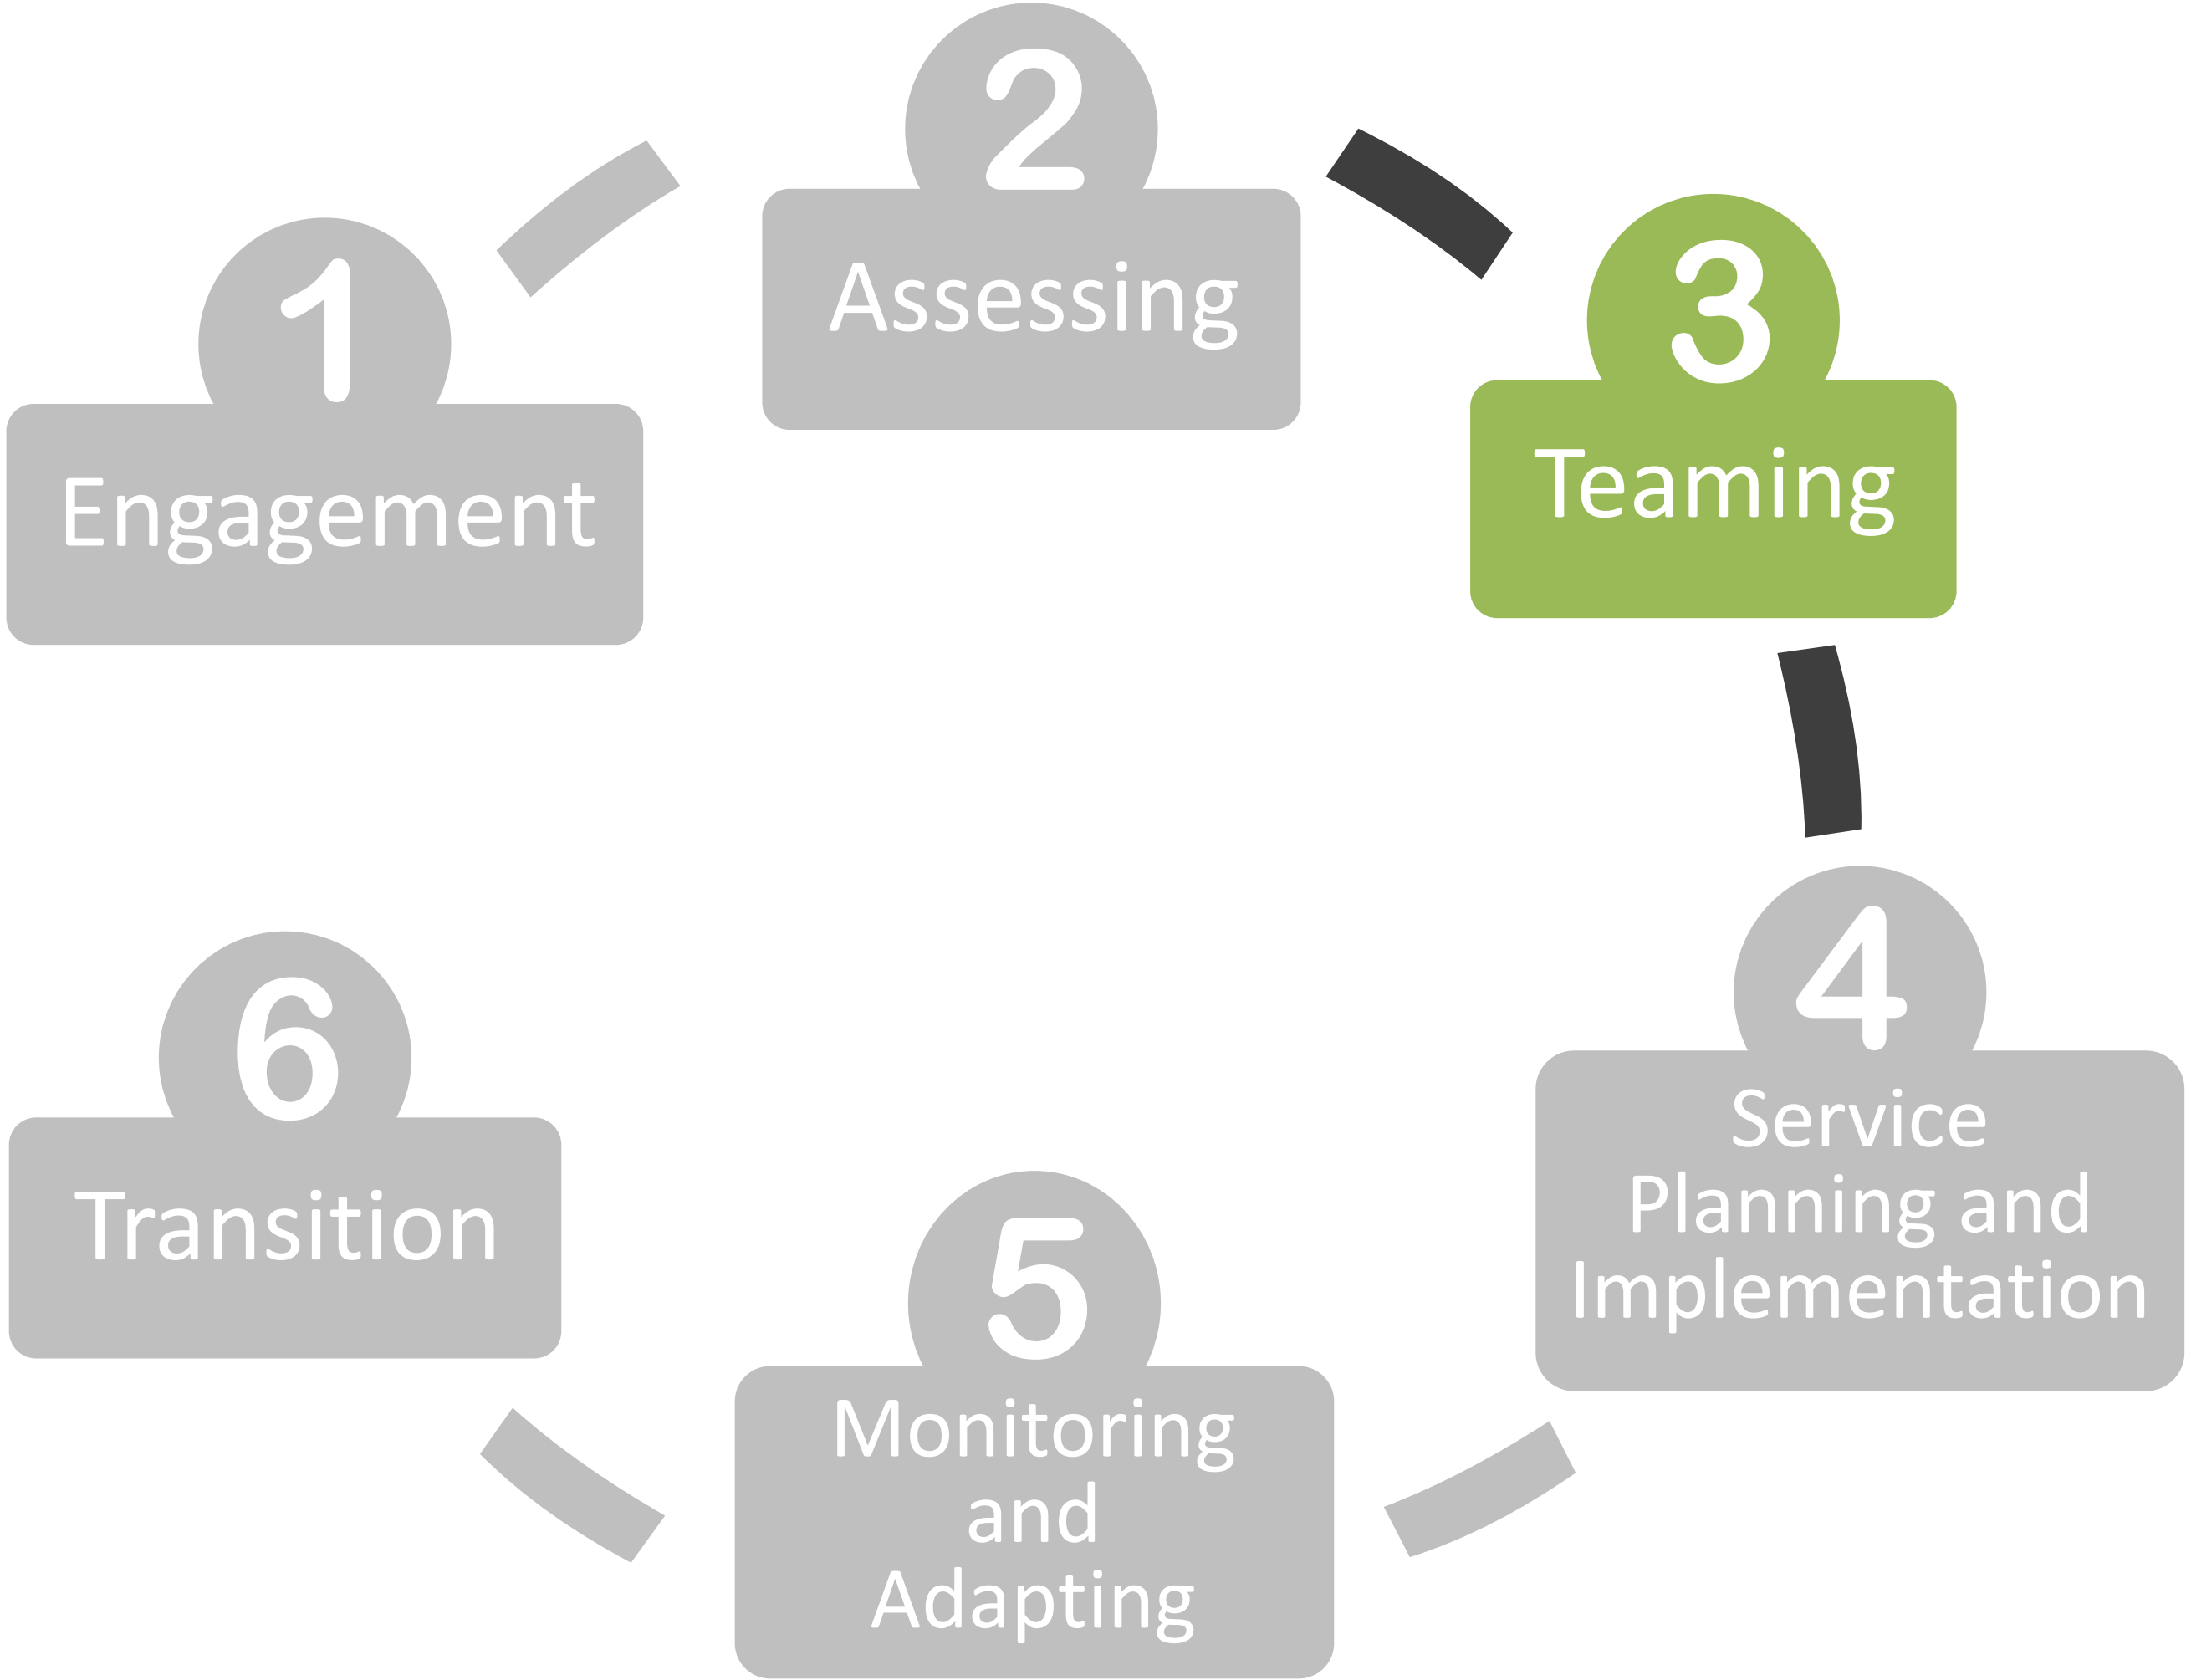 1
Engagement
2
Assessing
3
Teaming
4
Service
Planning and
Implementation
5
Monitoring
and
Adapting
6
Transition